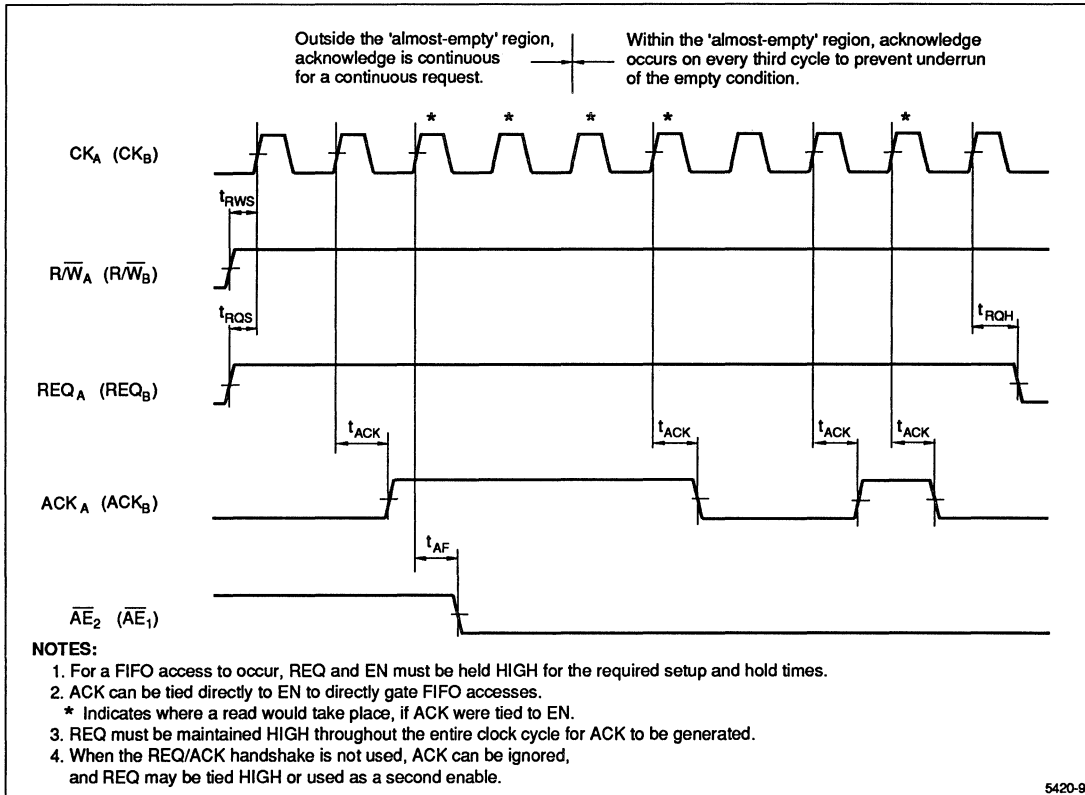 Outside the 'almost-empty' region,
acknowledge is continuous
for a continuous request.
Within the 'almost-empty' region, acknowledge
occurs on every third cycle to prevent underrun
of the empty condition.
* * * * *
CKA (CKB)
tRWS
R/W̅A (R/W̅B)
tRQS
tRQH
REQA (REQB)
tACK tACK tACK tACK
ACKA (ACKB)
tAF
A̅E̅2 (A̅E̅1)
NOTES:
1. For a FIFO access to occur, REQ and EN must be held HIGH for the required setup and hold times.
2. ACK can be tied directly to EN to directly gate FIFO accesses.
* Indicates where a read would take place, if ACK were tied to EN.
3. REQ must be maintained HIGH throughout the entire clock cycle for ACK to be generated.
4. When the REQ/ACK handshake is not used, ACK can be ignored,
and REQ may be tied HIGH or used as a second enable.
5420-9